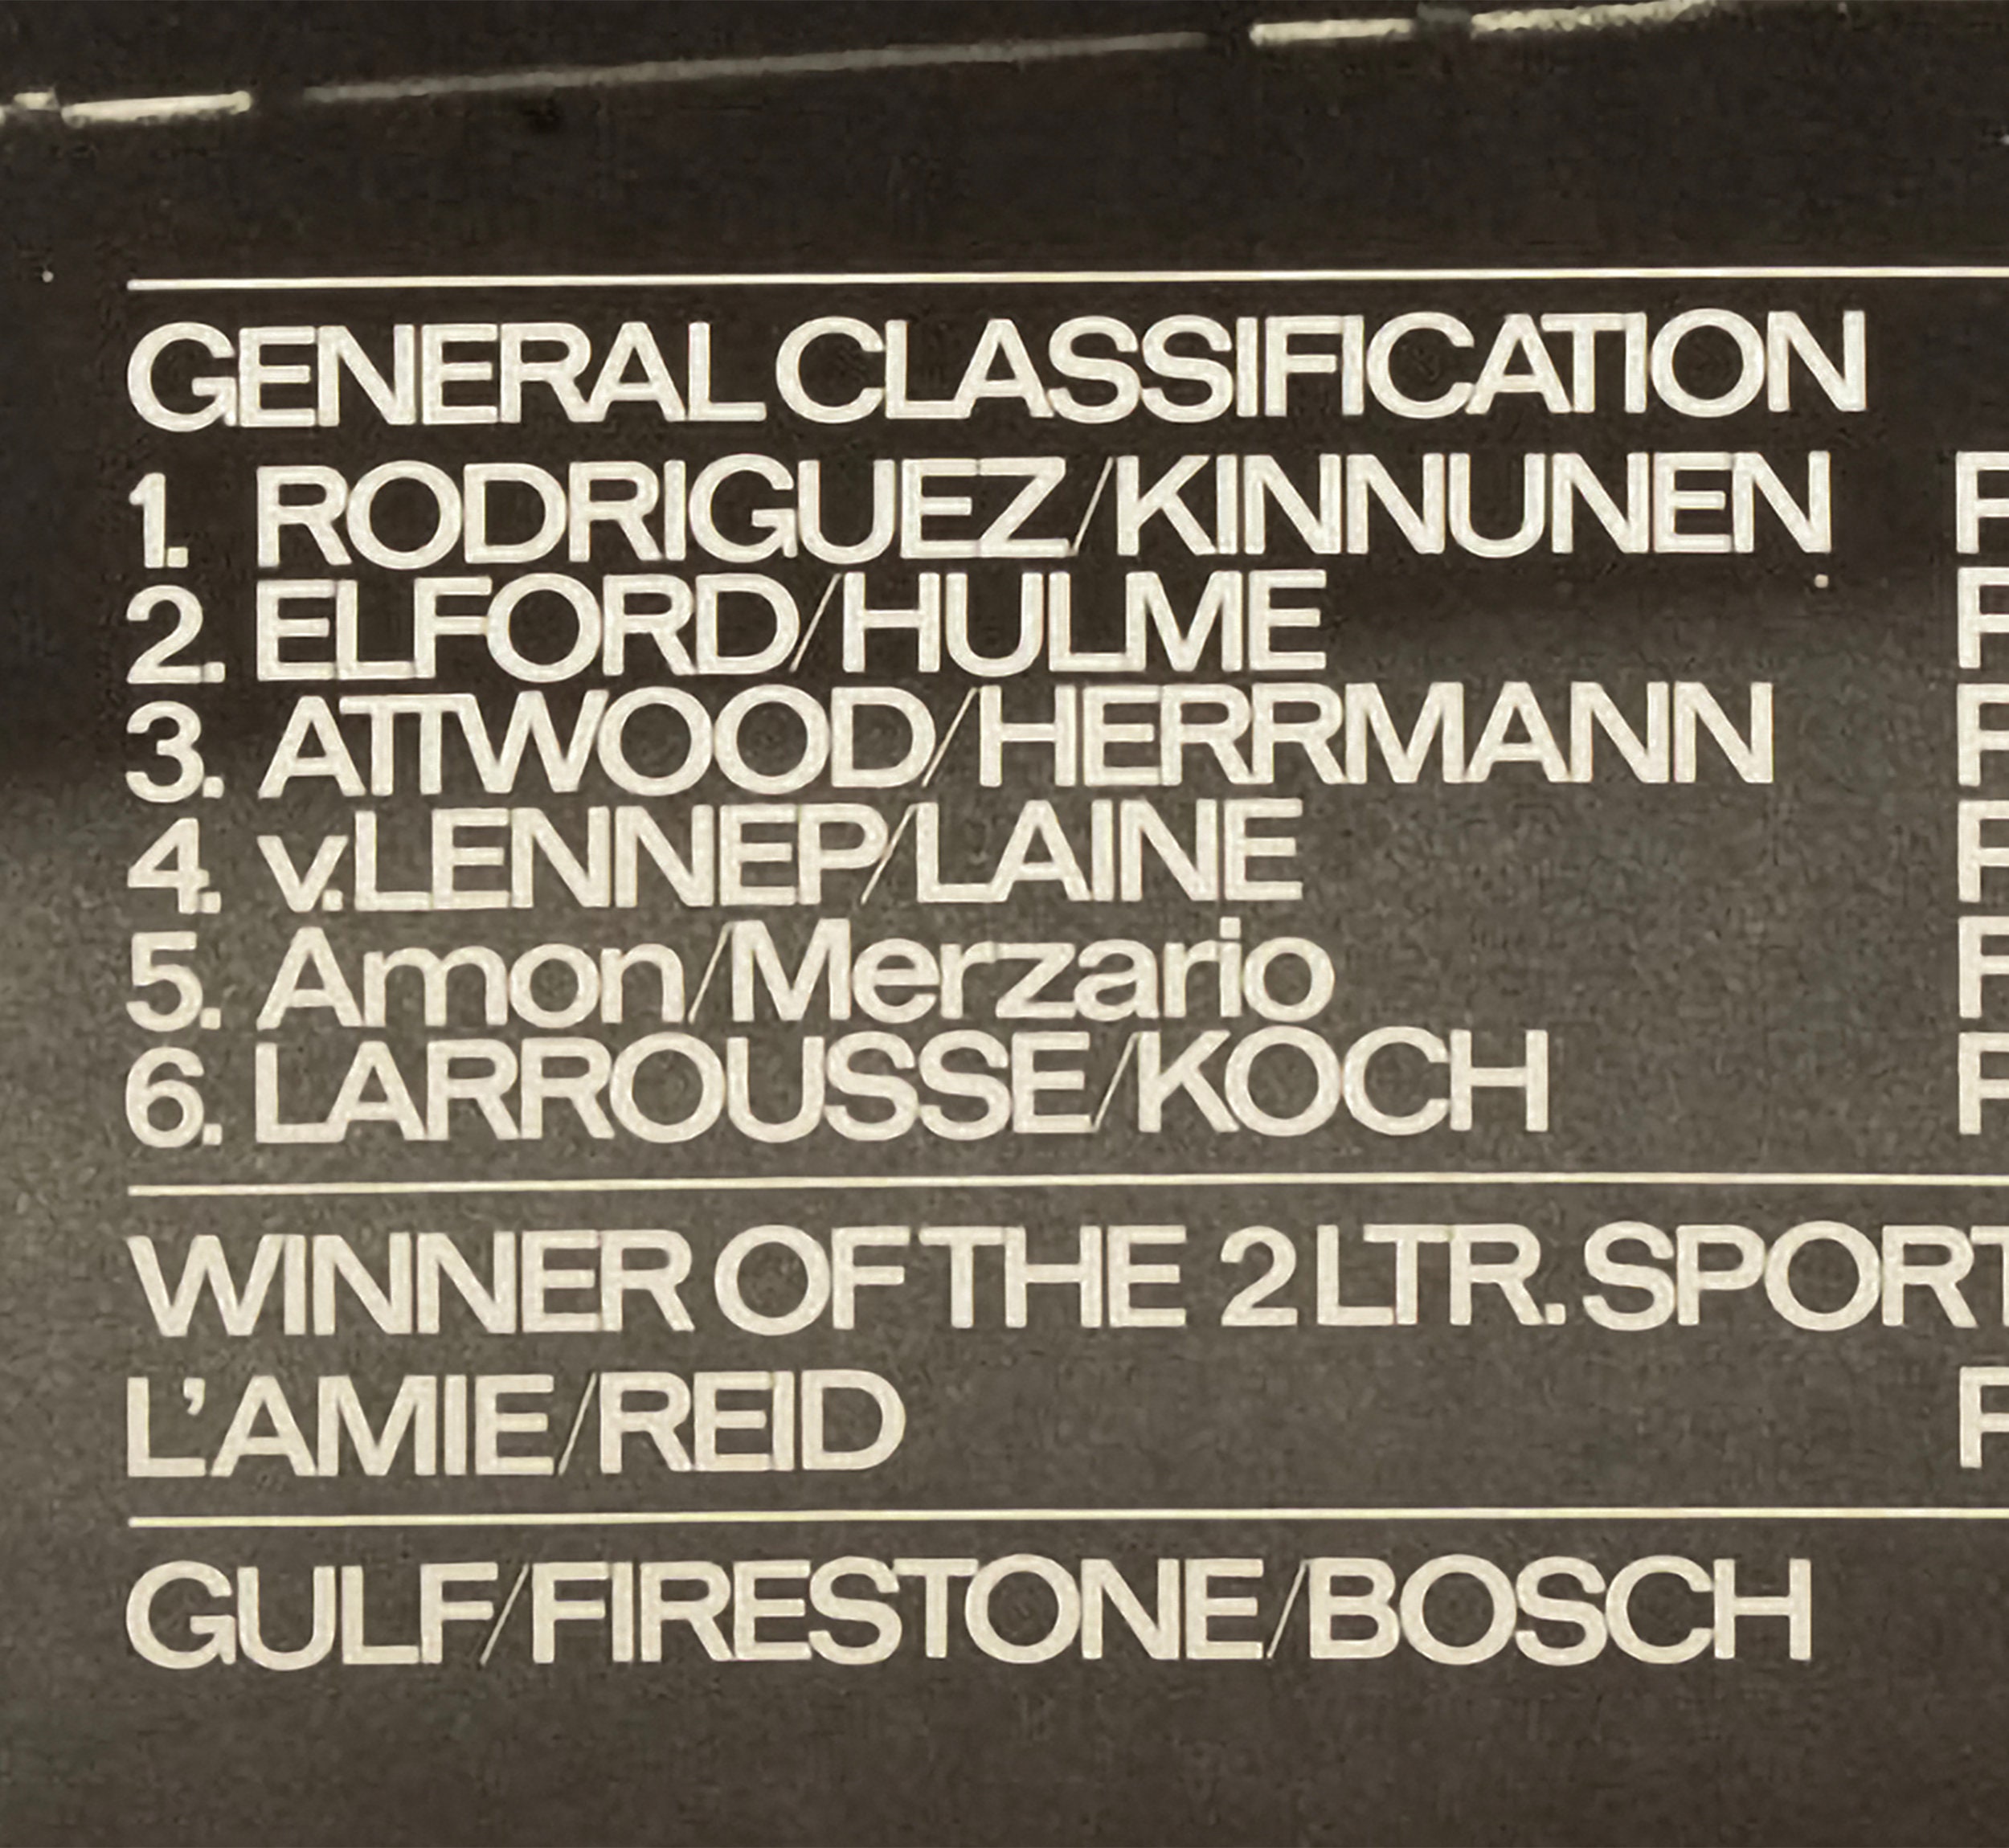 GENERAL CLASSIFICATION
1. RODRIGUEZ/KINNUNEN
2. ELFORD/HULME
3. ATTWOOD/HERRMANN
4. v.LENNEP/LAINE
5. Amon/Merzario
6. LARROUSSE/KOCH
WINNER OF THE 2 LTR. SPORT
L'AMIE/REID
GULF/FIRESTONE/BOSCH